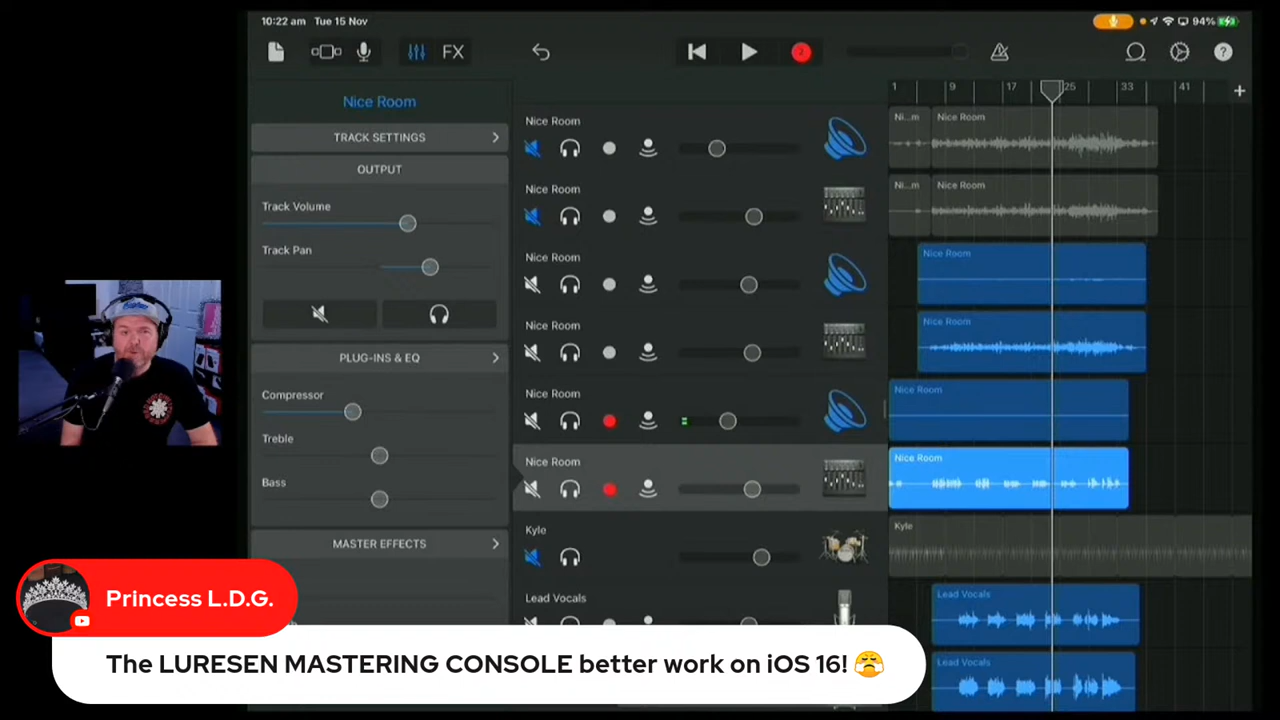 10:22 am Tue 15 Nov
94%
FX
?
Nice Room
TRACK SETTINGS
OUTPUT
Track Volume
Track Pan
PLUG-INS & EQ
Compressor
Treble
Bass
MASTER EFFECTS
Nice Room
Nice Room
Nice Room
Nice Room
Nice Room
Nice Room
Kyle
Lead Vocals
1 9 17 25 33 41
Ni...m Nice Room
Ni...m Nice Room
Nice Room
Nice Room
Nice Room
Nice Room
Kyle
Lead Vocals
Lead Vocals
Princess L.D.G.
The LURESEN MASTERING CONSOLE better work on iOS 16!